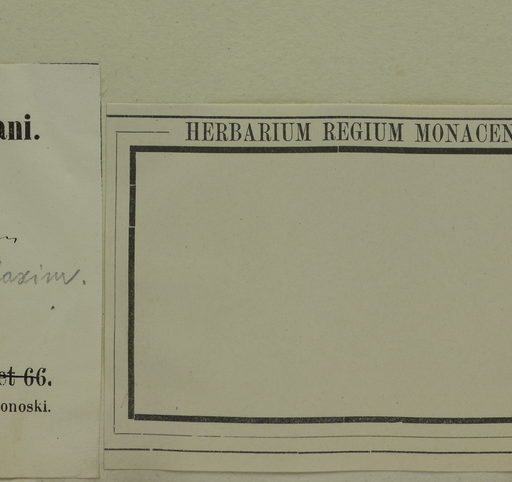 ani.
axim.
et 66.
onoski.
HERBARIUM REGIUM MONACEN